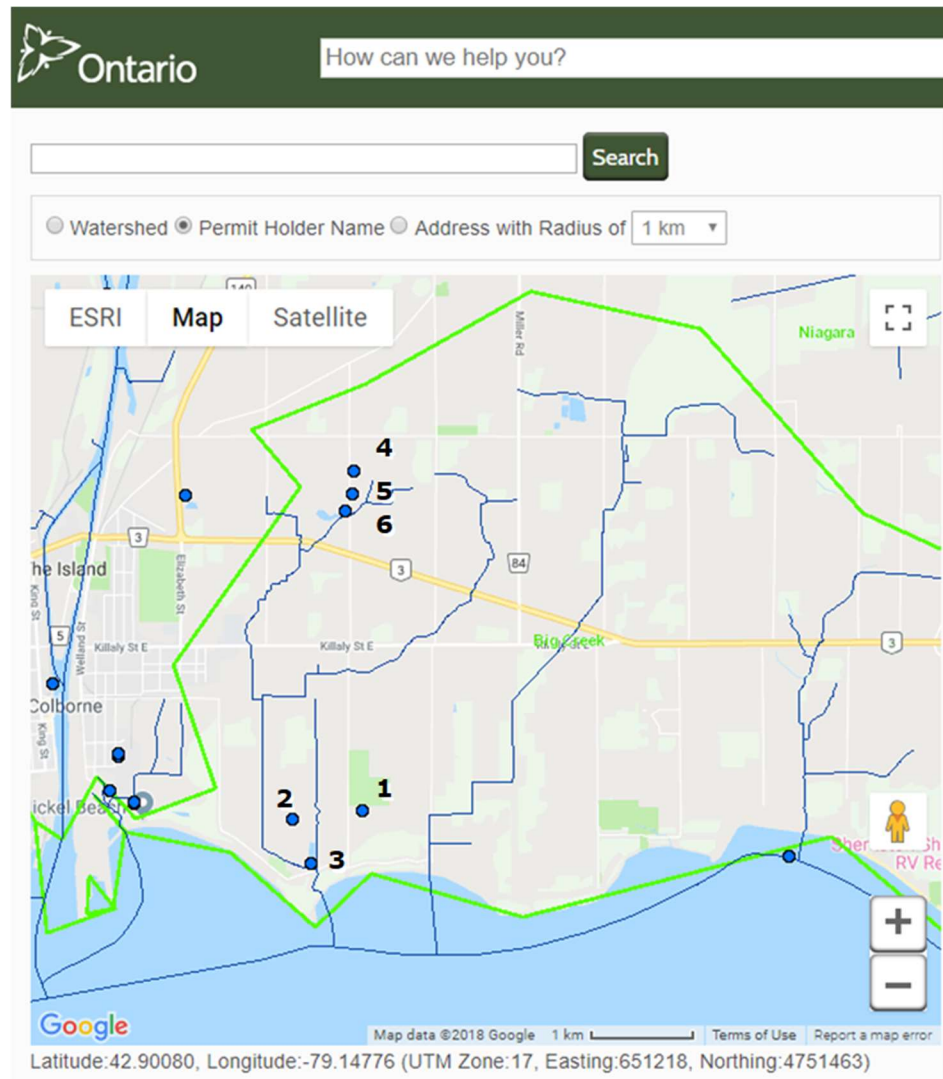 Ontario
How can we help you?
Search
Watershed Permit Holder Name Address with Radius of 1 km
ESRI Map Satellite
Miller Rd
Niagara
4
5
6
3
he Island
3
84
Elizabeth St
King St
5
Welland St
Killaly St E
Killaly St E
Big Creek
3
Colborne
King St
1
2
ickel Beach
3
RV Re
Google
Map data ©2018 Google 1 km Terms of Use Report a map error
Latitude:42.90080, Longitude:-79.14776 (UTM Zone:17, Easting:651218, Northing:4751463)